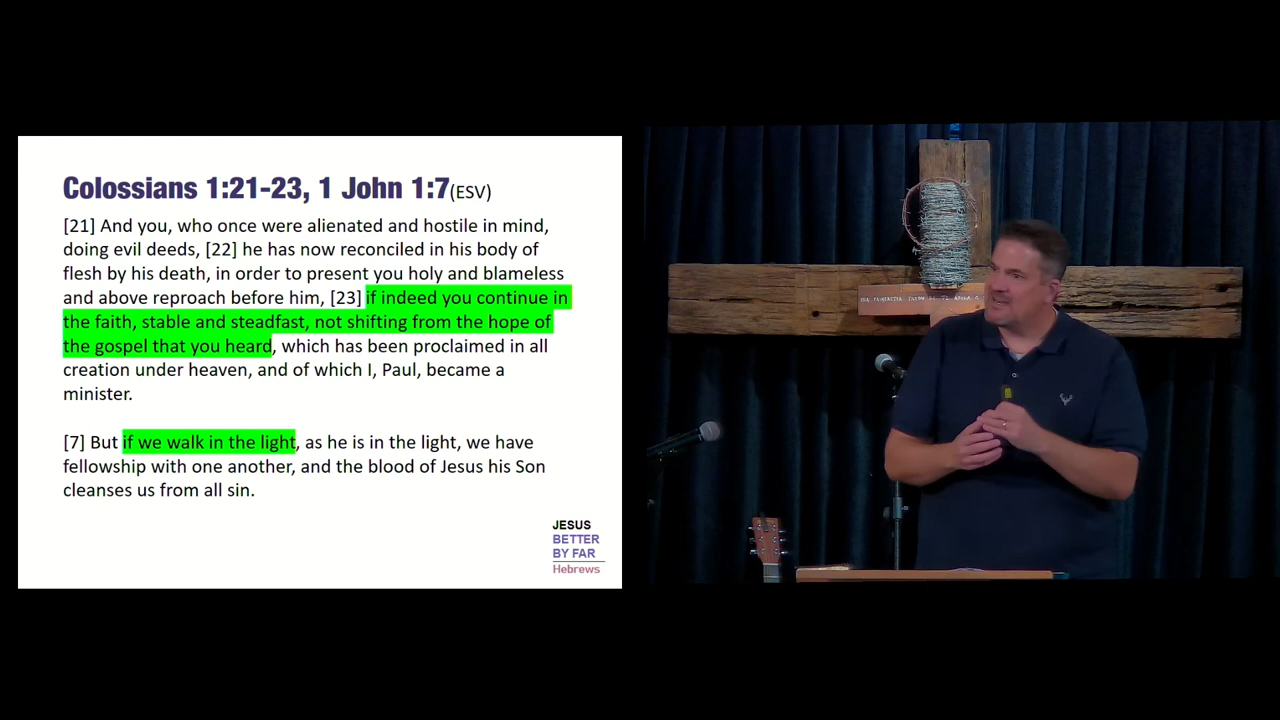 Colossians 1:21-23, 1 John 1:7(ESV)
[21] And you, who once were alienated and hostile in mind,
doing evil deeds, [22] he has now reconciled in his body of
flesh by his death, in order to present you holy and blameless
and above reproach before him, [23] if indeed you continue in
the faith, stable and steadfast, not shifting from the hope of
the gospel that you heard, which has been proclaimed in all
creation under heaven, and of which I, Paul, became a
minister.
[7] But if we walk in the light, as he is in the light, we have
fellowship with one another, and the blood of Jesus his Son
cleanses us from all sin.
JESUS
BETTER
BY FAR
Hebrews